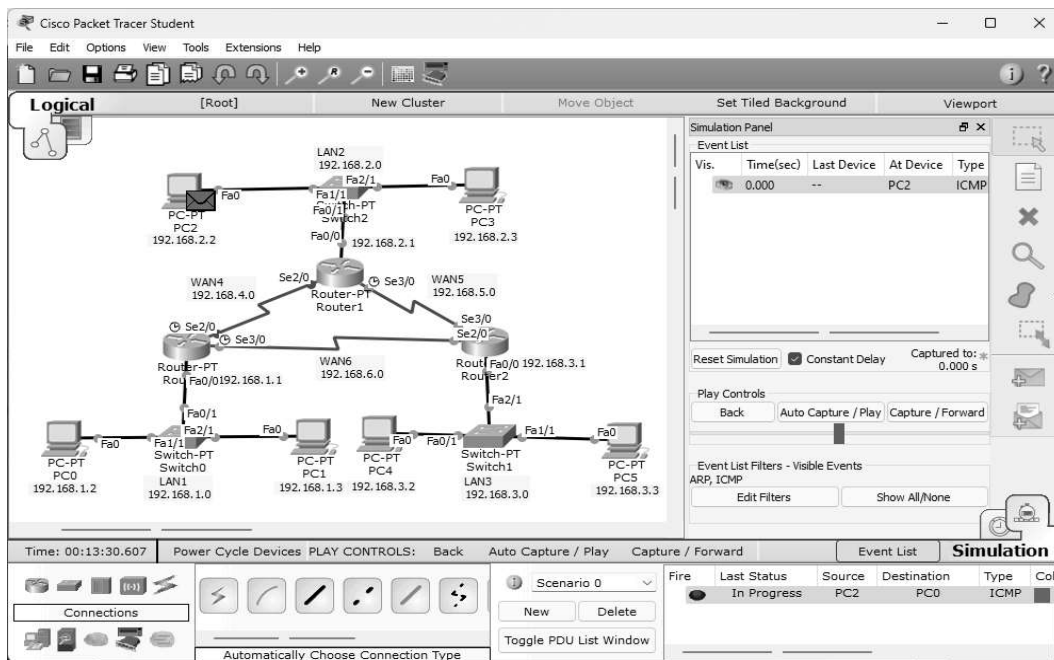 Cisco Packet Tracer Student
File Edit Options View Tools Extensions Help
Logical [Root] New Cluster Move Object Set Tiled Background Viewport
Simulation Panel
Event List
Vis. Time(sec) Last Device At Device Type
0.000 -- PC2 ICMP
LAN2
192.168.2.0
Fa2/1 Fa0
Fa0 Fa1/1
Fa0/1
Switch-PT
Switch2
PC-PT
PC2
192.168.2.2
PC-PT
PC3
192.168.2.3
Fa0/0 192.168.2.1
WAN4
192.168.4.0
Se2/0 Se3/0
WAN5
192.168.5.0
Router-PT
Router1
Se2/0
Se3/0
Se3/0
Se2/0
WAN6
192.168.6.0
Router-PT
Fa0/0 192.168.1.1
Fa0/0 192.168.3.1
Router2
Fa0/1
Fa2/1
Fa0 Fa1/1 Fa2/1 Fa0
Fa0 Fa0/1 Fa1/1 Fa0
PC-PT
PC0
192.168.1.2
Switch-PT
Switch0
LAN1
192.168.1.0
PC-PT
PC1
192.168.1.3
PC-PT
PC4
192.168.3.2
Switch-PT
Switch1
LAN3
192.168.3.0
PC-PT
PC5
192.168.3.3
Reset Simulation Constant Delay Captured to: *
0.000 s
Play Controls
Back Auto Capture / Play Capture / Forward
Event List Filters - Visible Events
ARP, ICMP
Edit Filters Show All/None
Time: 00:13:30.607 Power Cycle Devices PLAY CONTROLS: Back Auto Capture / Play Capture / Forward Event List Simulation
Connections
Automatically Choose Connection Type
Scenario 0
New Delete
Toggle PDU List Window
Fire Last Status Source Destination Type Col
In Progress PC2 PC0 ICMP